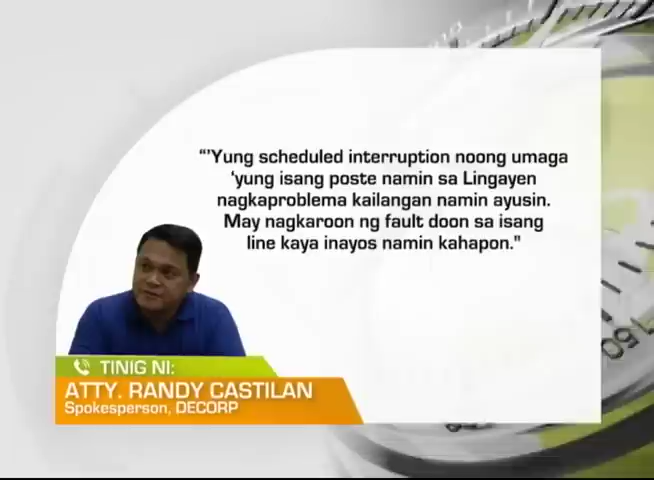 “’Yung scheduled interruption noong umaga
‘yung isang poste namin sa Lingayen
nagkaproblema kailangan namin ayusin.
May nagkaroon ng fault doon sa isang
line kaya inayos namin kahapon."
TINIG NI:
ATTY. RANDY CASTILAN
Spokesperson, DECORP